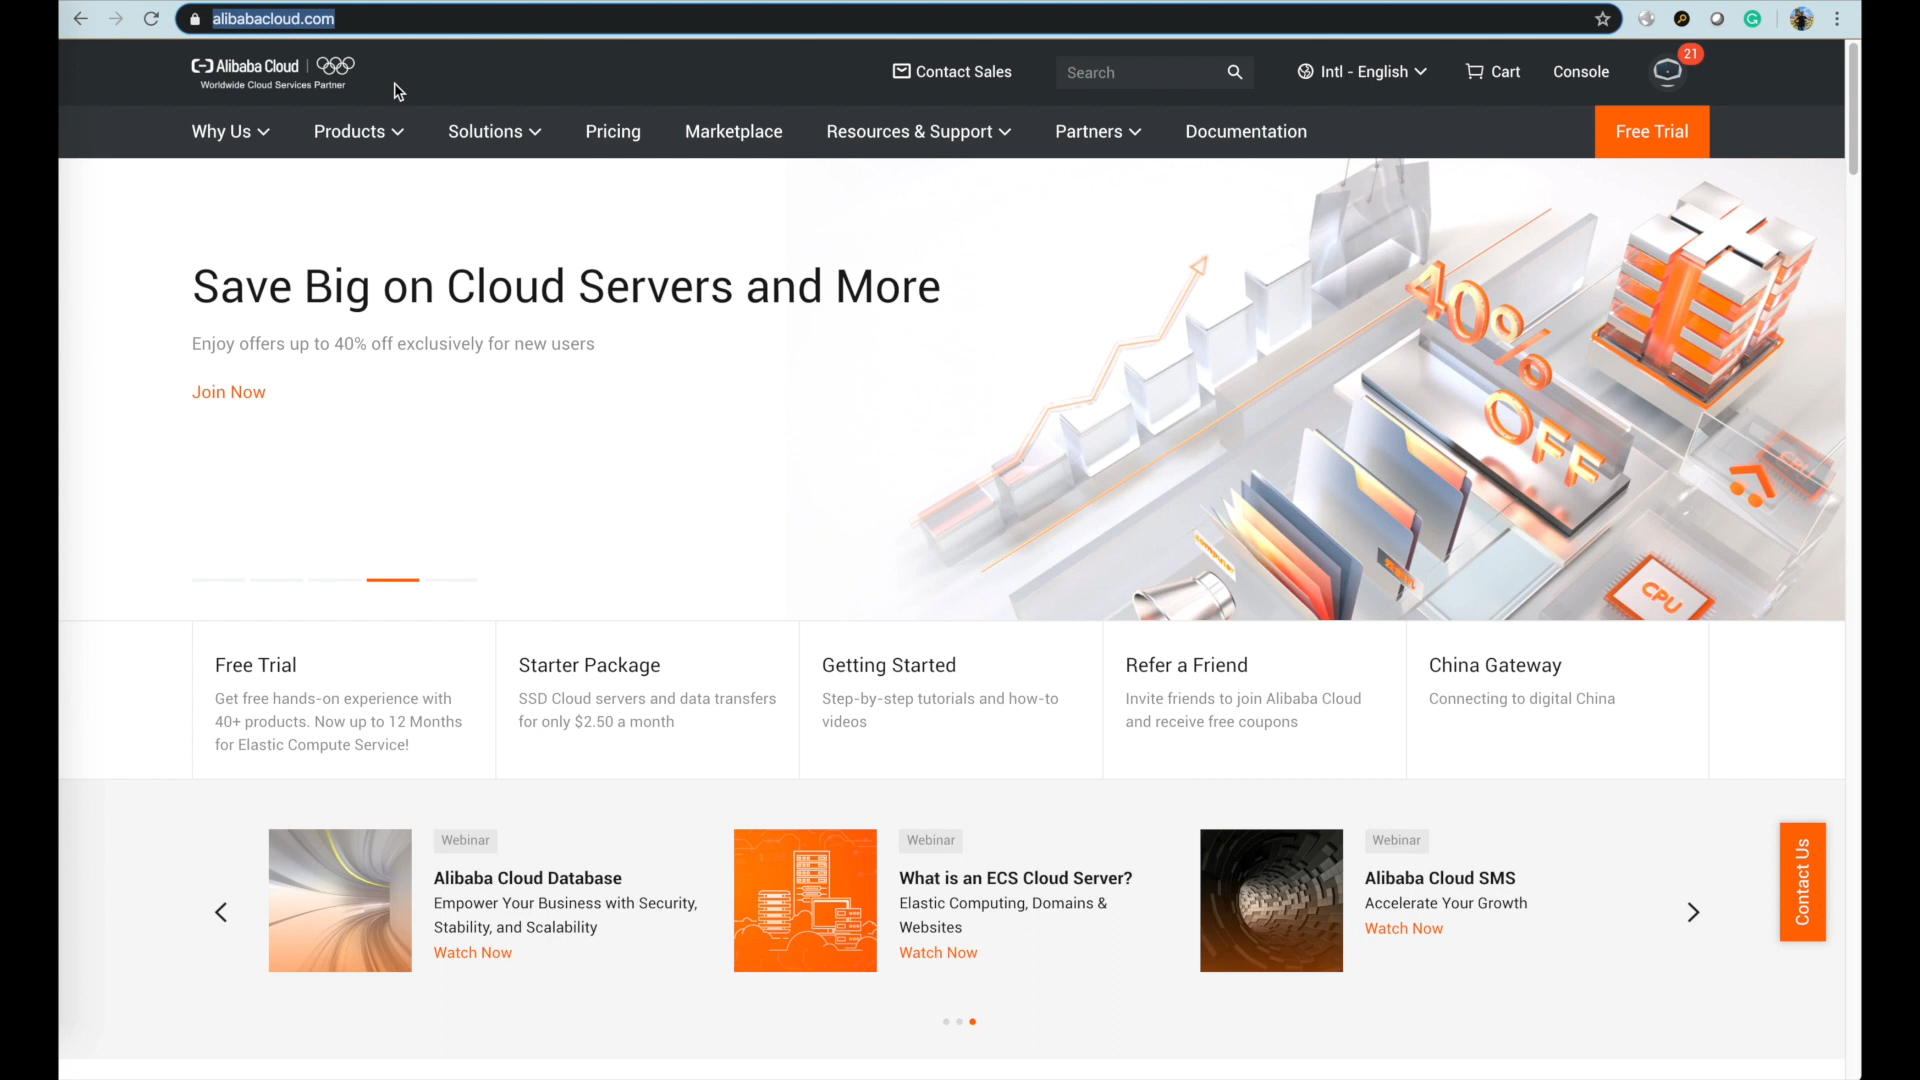 alibabacloud.com
Alibaba Cloud
Worldwide Cloud Services Partner
Contact Sales
Search
Intl - English
Cart
Console
21
Why Us
Products
Solutions
Pricing
Marketplace
Resources & Support
Partners
Documentation
Free Trial
Save Big on Cloud Servers and More
Enjoy offers up to 40% off exclusively for new users
Join Now
40%
OFF
CPU
Free Trial
Get free hands-on experience with
40+ products. Now up to 12 Months
for Elastic Compute Service!
Starter Package
SSD Cloud servers and data transfers
for only $2.50 a month
Getting Started
Step-by-step tutorials and how-to
videos
Refer a Friend
Invite friends to join Alibaba Cloud
and receive free coupons
China Gateway
Connecting to digital China
Webinar
Alibaba Cloud Database
Empower Your Business with Security,
Stability, and Scalability
Watch Now
Webinar
What is an ECS Cloud Server?
Elastic Computing, Domains &
Websites
Watch Now
Webinar
Alibaba Cloud SMS
Accelerate Your Growth
Watch Now
Contact Us